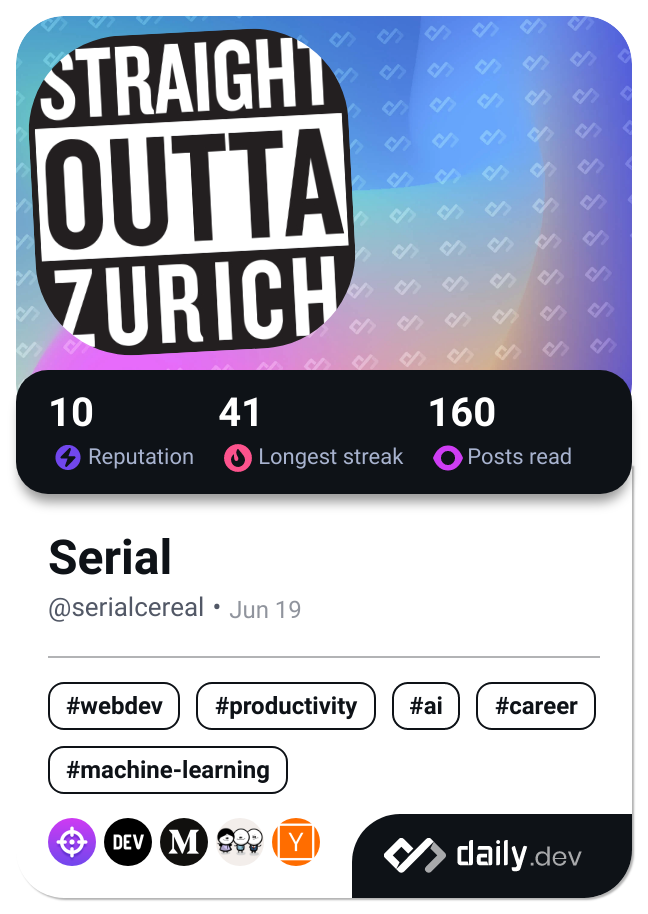 STRAIGHT
OUTTA
ZURICH
10 41 160
Reputation Longest streak Posts read
Serial
@serialcereal • Jun 19
#webdev #productivity #ai #career
#machine-learning
DEV M Y
daily.dev